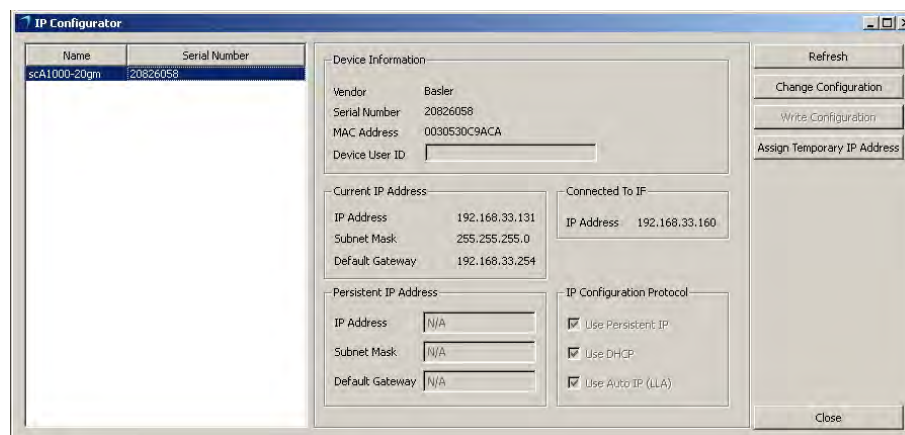 IP Configurator
Name Serial Number
scA1000-20gm 20826058
Device Information
Vendor Basler
Serial Number 20826058
MAC Address 0030530C9ACA
Device User ID
Current IP Address
IP Address 192.168.33.131
Subnet Mask 255.255.255.0
Default Gateway 192.168.33.254
Connected To IF
IP Address 192.168.33.160
Persistent IP Address
IP Address N/A
Subnet Mask N/A
Default Gateway N/A
IP Configuration Protocol
Use Persistent IP
Use DHCP
Use Auto IP (LLA)
Refresh
Change Configuration
Write Configuration
Assign Temporary IP Address
Close